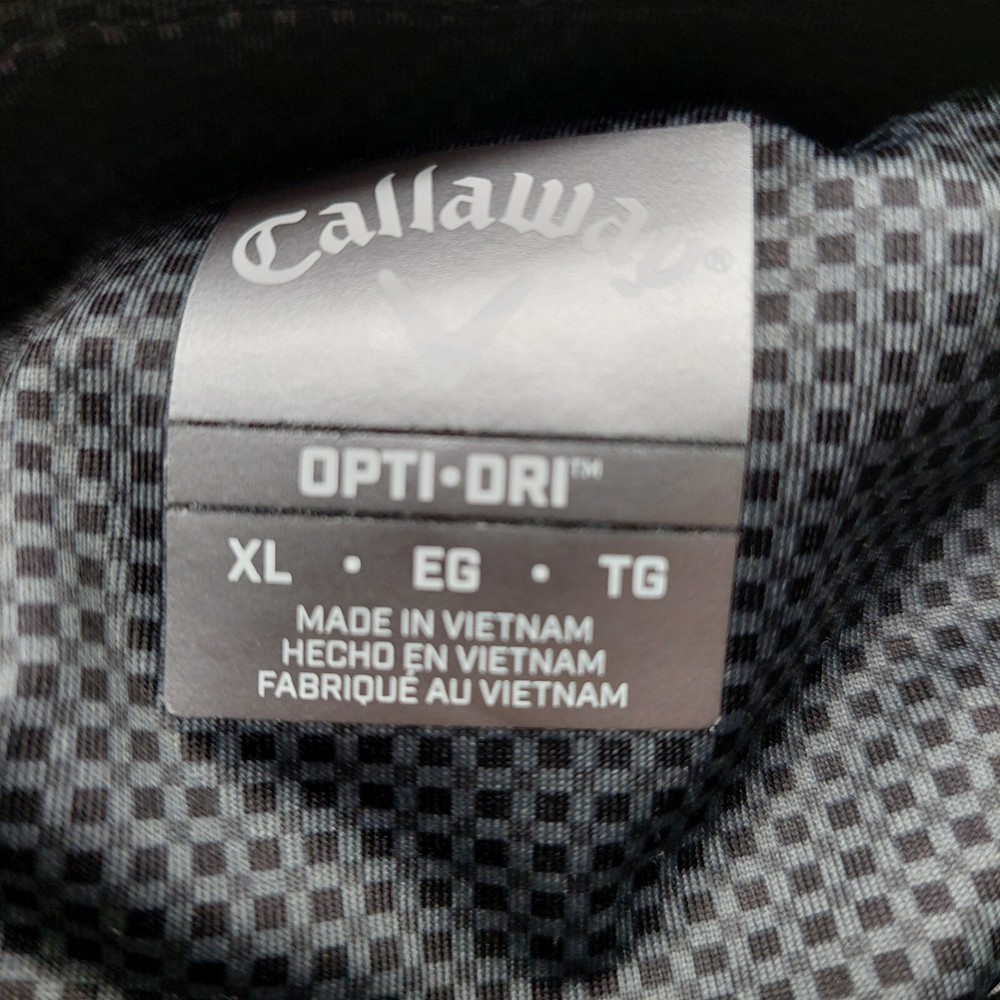 Callaway®
OPTI•DRI™
XL • EG • TG
MADE IN VIETNAM
HECHO EN VIETNAM
FABRIQUÉ AU VIETNAM